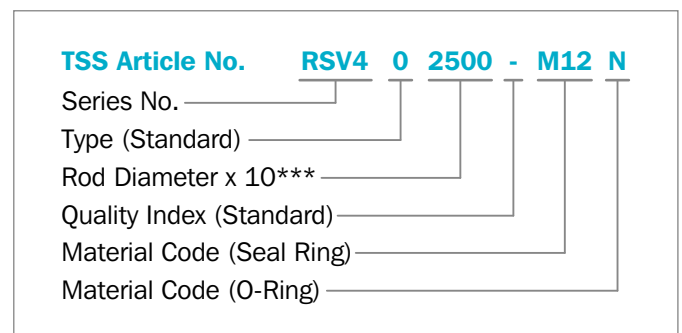 TSS Article No. RSV4 0 2500 - M12 N
Series No.
Type (Standard)
Rod Diameter x 10***
Quality Index (Standard)
Material Code (Seal Ring)
Material Code (O-Ring)